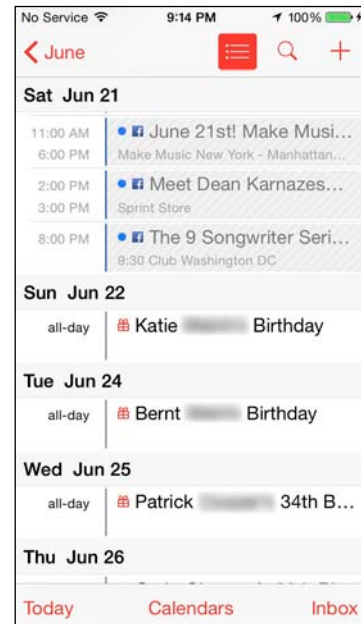 No Service 9:14 PM 100%
June
Sat Jun 21
11:00 AM June 21st! Make Musi...
6:00 PM Make Music New York - Manhattan...
2:00 PM Meet Dean Karnazes...
3:00 PM Sprint Store
8:00 PM The 9 Songwriter Seri...
9:30 Club Washington DC
Sun Jun 22
all-day Katie Birthday
Tue Jun 24
all-day Bernt Birthday
Wed Jun 25
all-day Patrick 34th B...
Thu Jun 26
Today Calendars Inbox